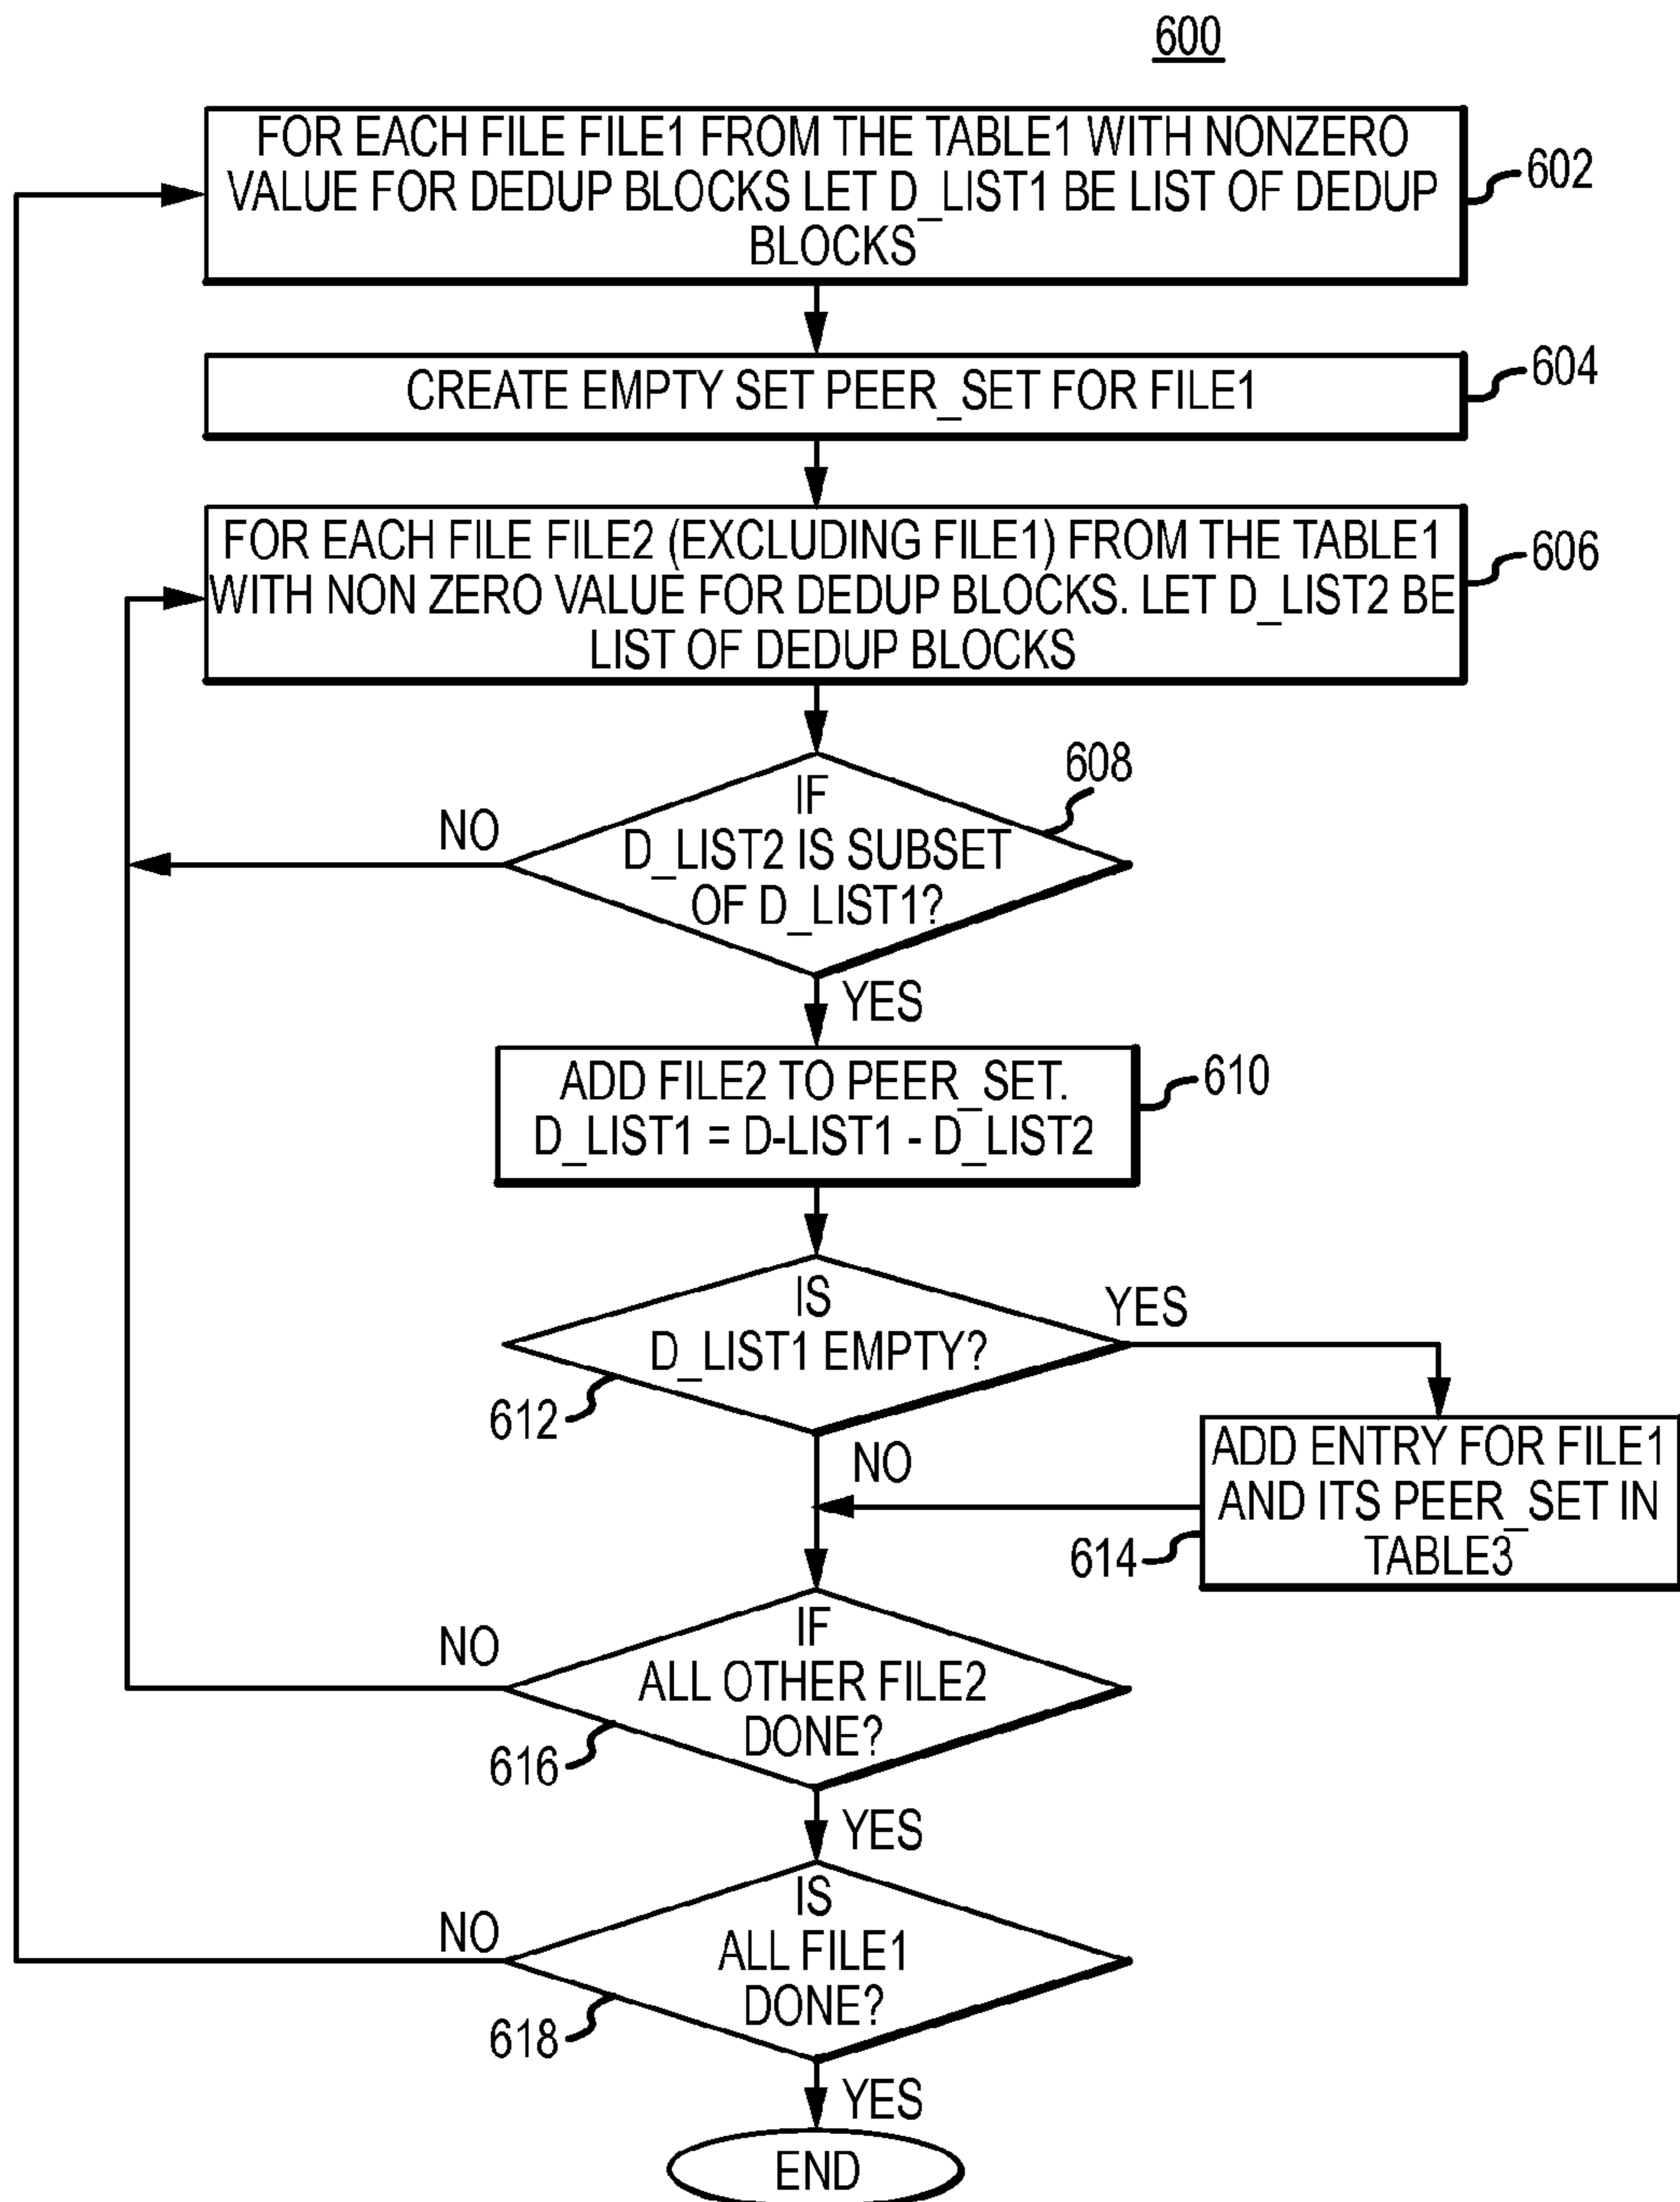 600
FOR EACH FILE FILE1 FROM THE TABLE1 WITH NONZERO
VALUE FOR DEDUP BLOCKS LET D_LIST1 BE LIST OF DEDUP
BLOCKS
602
CREATE EMPTY SET PEER_SET FOR FILE1
604
FOR EACH FILE FILE2 (EXCLUDING FILE1) FROM THE TABLE1
WITH NON ZERO VALUE FOR DEDUP BLOCKS. LET D_LIST2 BE
LIST OF DEDUP BLOCKS
606
IF
D_LIST2 IS SUBSET
OF D_LIST1?
608
NO
YES
ADD FILE2 TO PEER_SET.
D_LIST1 = D-LIST1 - D_LIST2
610
IS
D_LIST1 EMPTY?
612
YES
NO
ADD ENTRY FOR FILE1
AND ITS PEER_SET IN
TABLE3
614
IF
ALL OTHER FILE2
DONE?
616
NO
YES
IS
ALL FILE1
DONE?
618
NO
YES
END